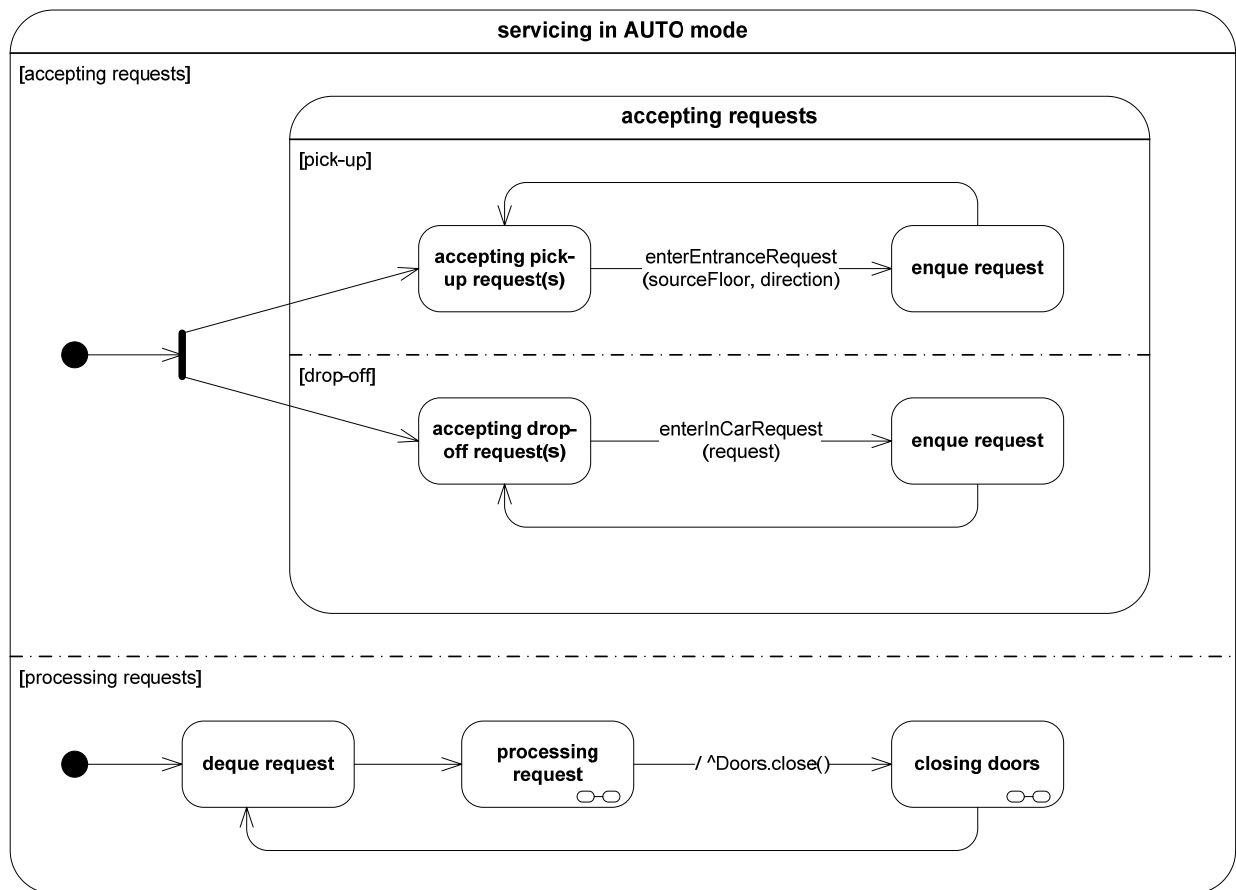 servicing in AUTO mode
[accepting requests]
accepting requests
[pick-up]
accepting pick-
up request(s)
enterEntranceRequest
(sourceFloor, direction)
enque request
[drop-off]
accepting drop-
off request(s)
enterInCarRequest
(request)
enque request
[processing requests]
deque request
processing
request
/ ^Doors.close()
closing doors